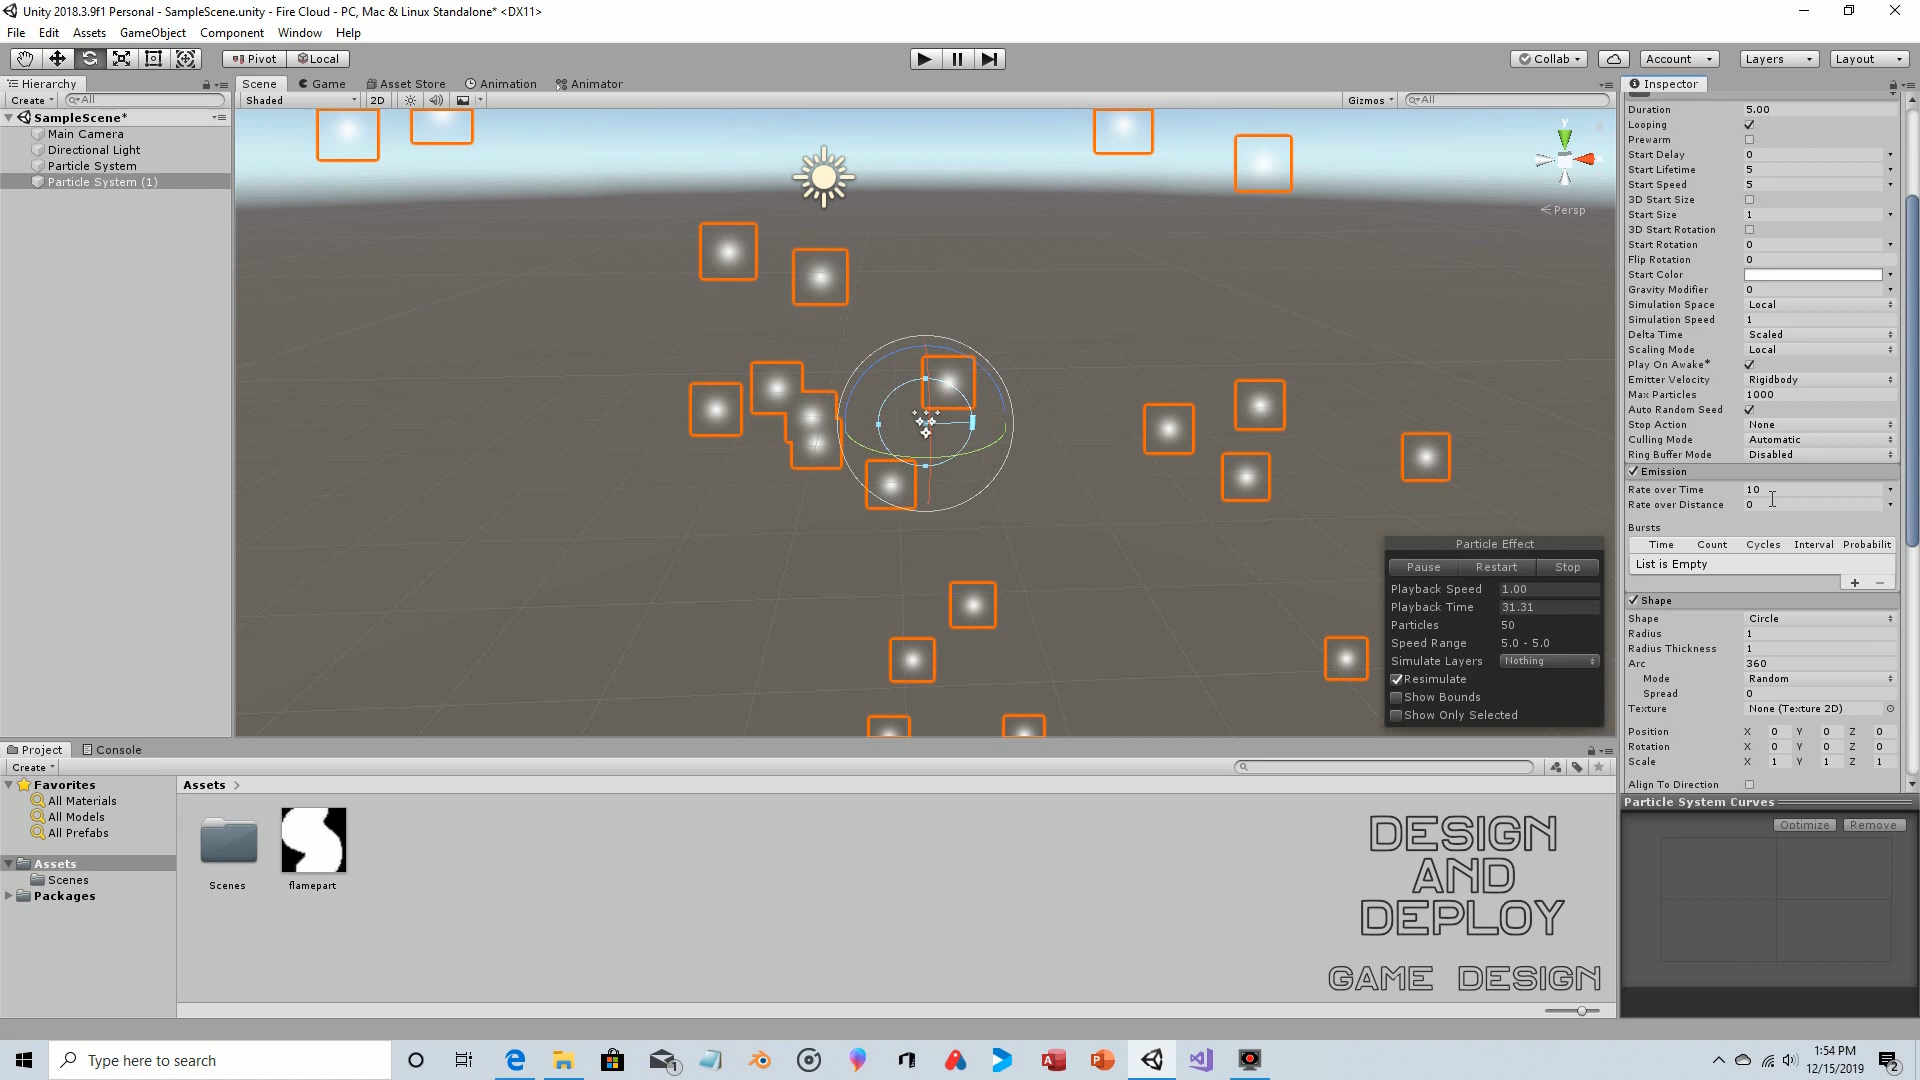 Unity 2018.3.9f1 Personal - SampleScene.unity - Fire Cloud - PC, Mac & Linux Standalone* <DX11>
File Edit Assets GameObject Component Window Help
Pivot Local Collab Account Layers Layout
Hierarchy
Create All
SampleScene*
Main Camera
Directional Light
Particle System
Particle System (1)
Scene Game Asset Store Animation Animator
Shaded 2D Gizmos All
y
Persp
Particle Effect
Pause Restart Stop
Playback Speed 1.00
Playback Time 31.31
Particles 50
Speed Range 5.0 - 5.0
Simulate Layers Nothing
Resimulate
Show Bounds
Show Only Selected
Inspector
Duration 5.00
Looping
Prewarm
Start Delay 0
Start Lifetime 5
Start Speed 5
3D Start Size
Start Size 1
3D Start Rotation
Start Rotation 0
Flip Rotation 0
Start Color
Gravity Modifier 0
Simulation Space Local
Simulation Speed 1
Delta Time Scaled
Scaling Mode Local
Play On Awake*
Emitter Velocity Rigidbody
Max Particles 1000
Auto Random Seed
Stop Action None
Culling Mode Automatic
Ring Buffer Mode Disabled
Emission
Rate over Time 10
Rate over Distance 0
Bursts
Time Count Cycles Interval Probabilit
List is Empty
Shape
Shape Circle
Radius 1
Radius Thickness 1
Arc 360
Mode Random
Spread 0
Texture None (Texture 2D)
Position X 0 Y 0 Z 0
Rotation X 0 Y 0 Z 0
Scale X 1 Y 1 Z 1
Align To Direction
Particle System Curves
Optimize Remove
Project Console
Create
Favorites
All Materials
All Models
All Prefabs
Assets
Scenes
Packages
Assets
Scenes
flamepart
DESIGN
AND
DEPLOY
GAME DESIGN
Type here to search
1
1:54 PM
12/15/2019
2